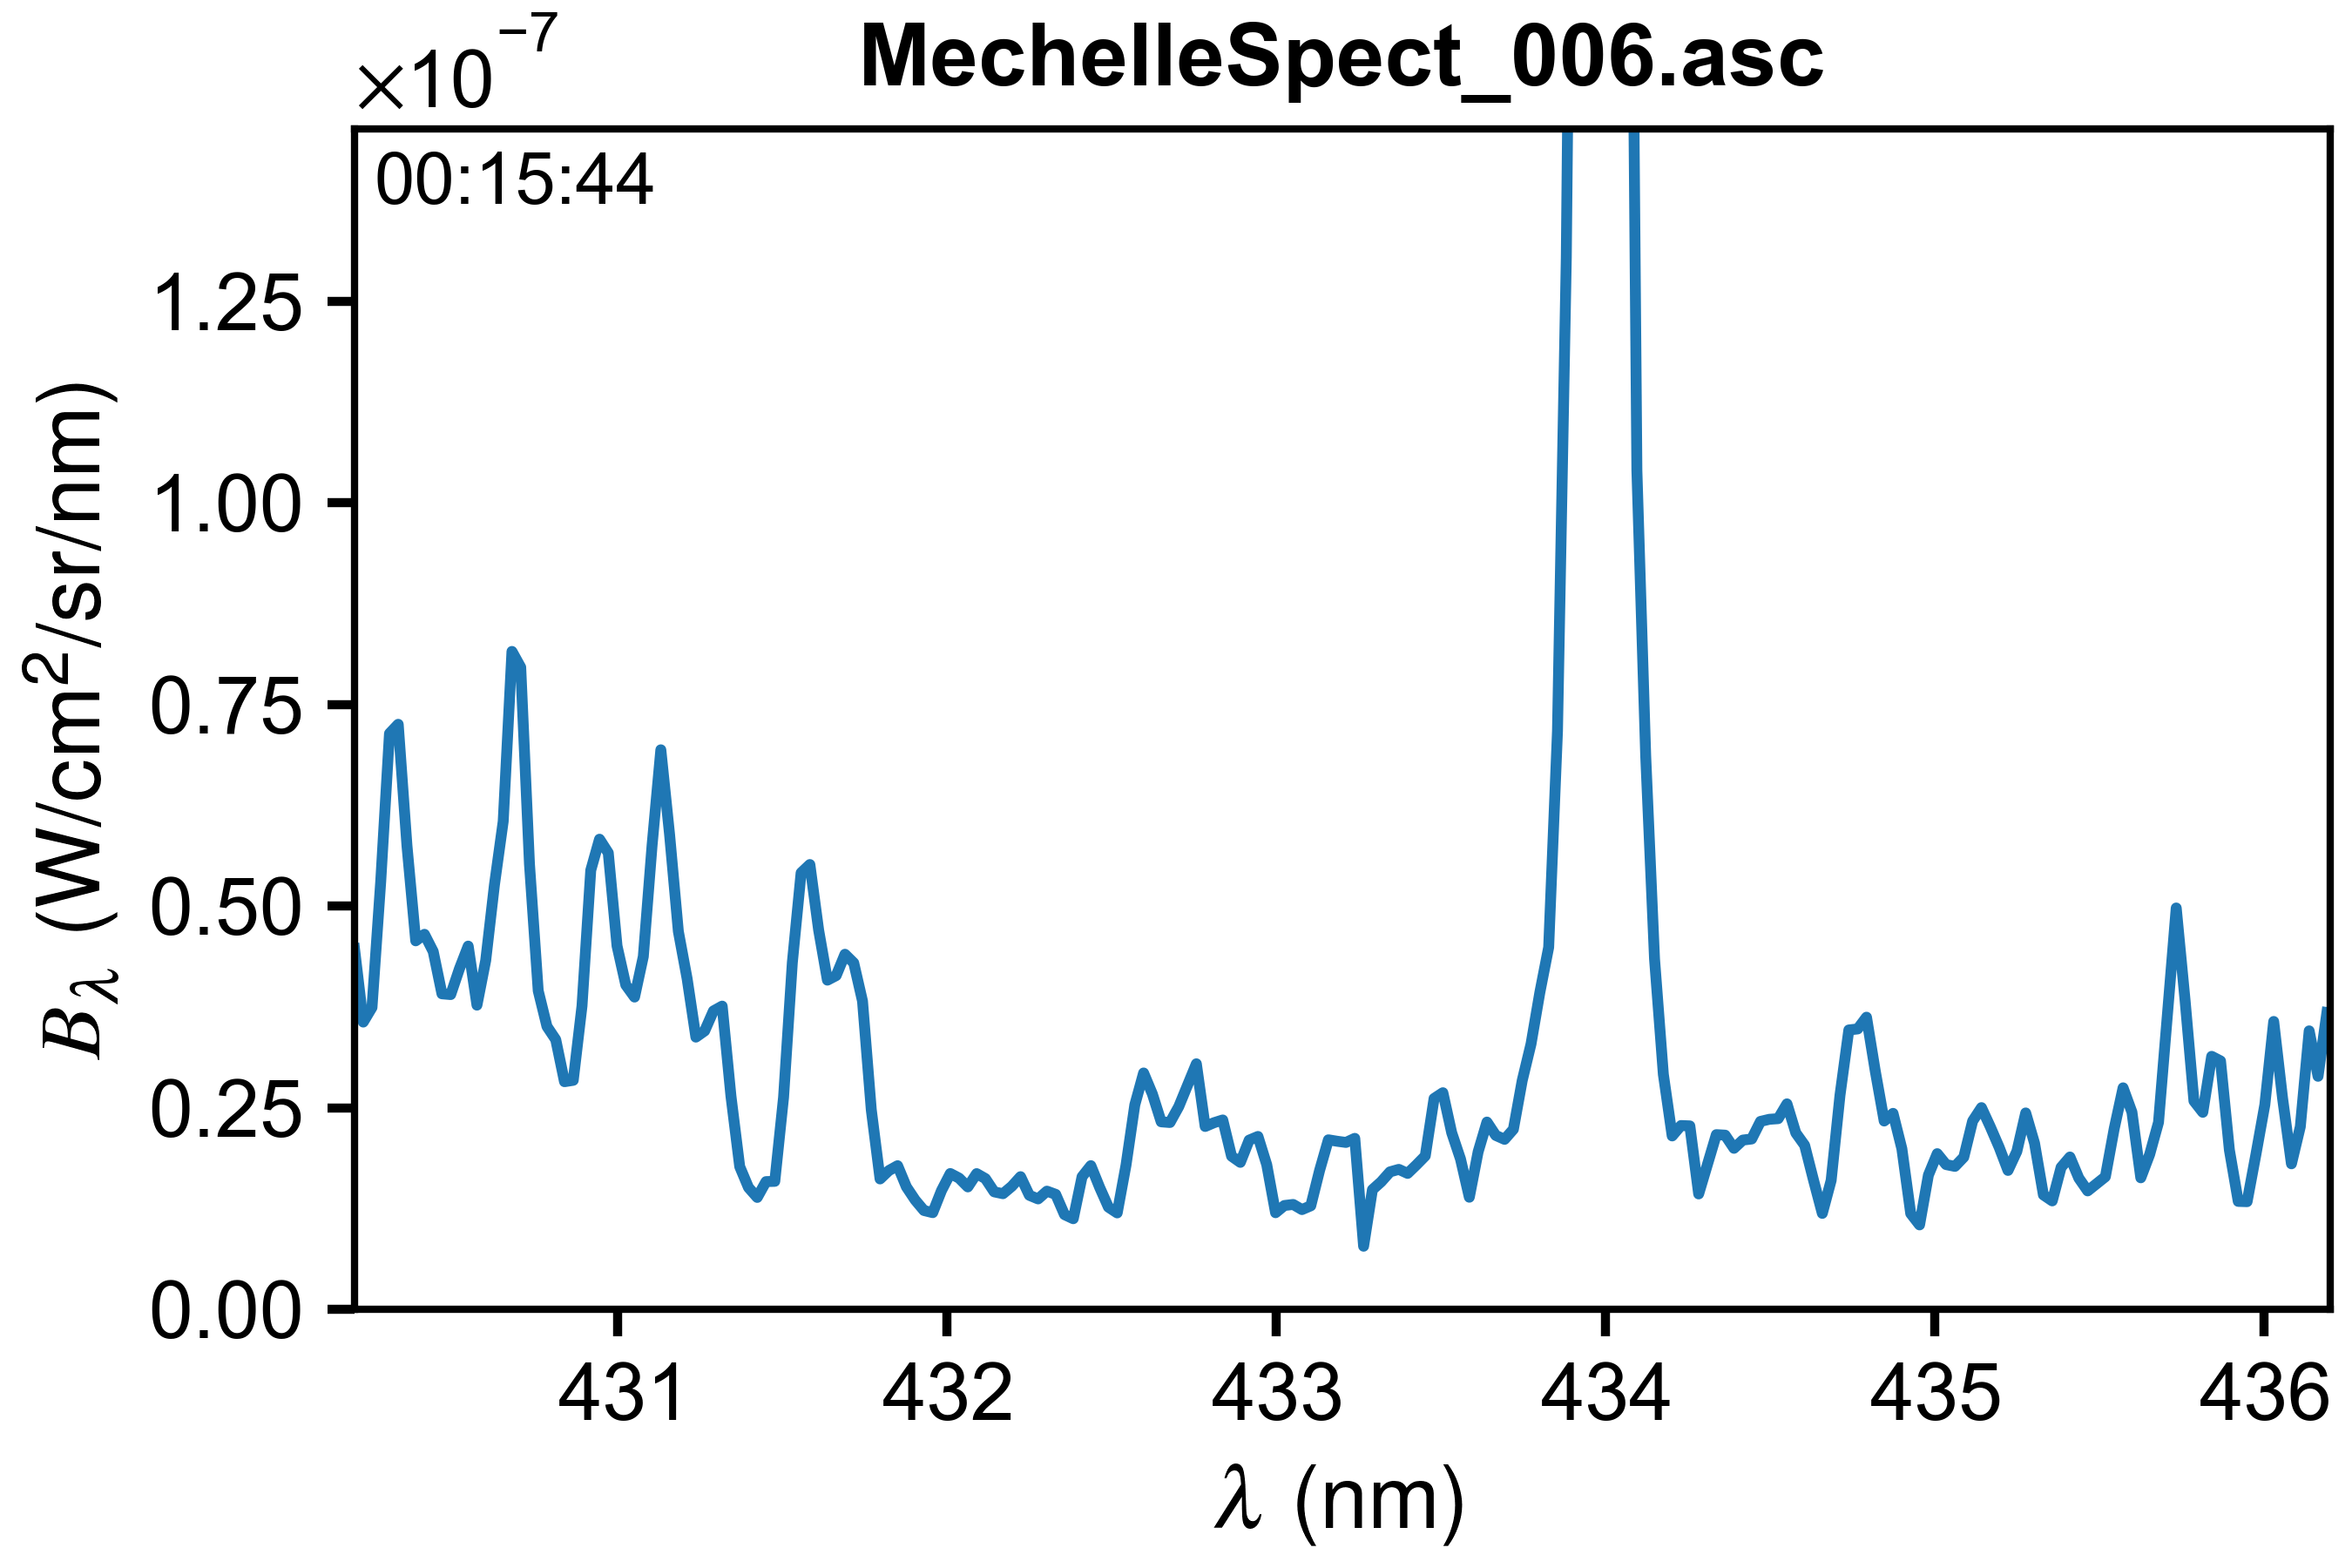 ×10⁻⁷
MechelleSpect_006.asc
00:15:44
1.25
1.00
0.75
0.50
0.25
0.00
B_λ (W/cm²/sr/nm)
431 432 433 434 435 436
λ (nm)